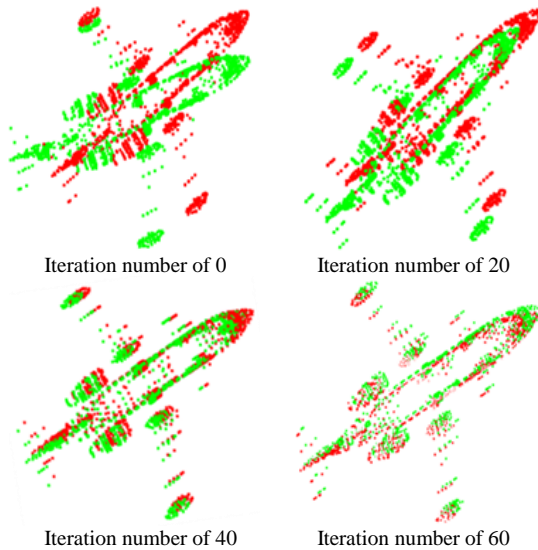 Iteration number of 0
Iteration number of 20
Iteration number of 40
Iteration number of 60